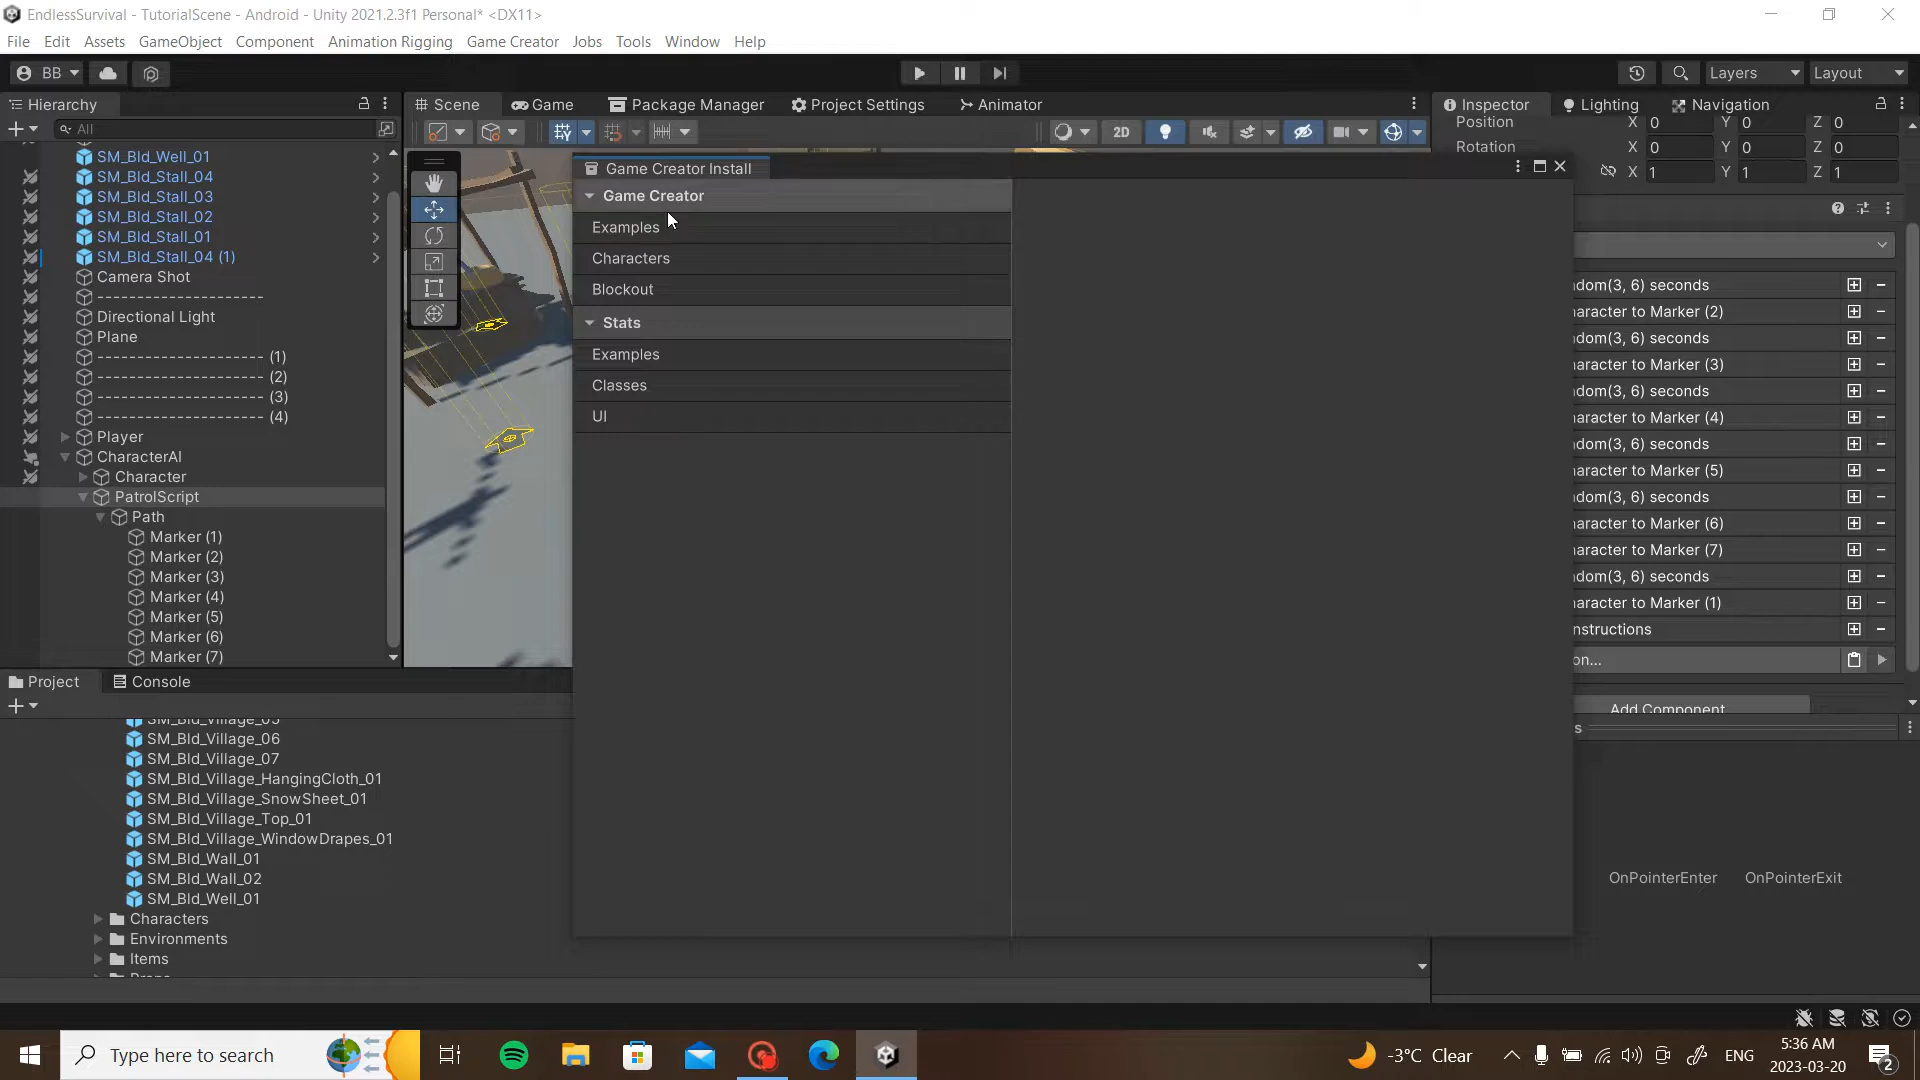 EndlessSurvival - TutorialScene - Android - Unity 2021.2.3f1 Personal* <DX11>
File Edit Assets GameObject Component Animation Rigging Game Creator Jobs Tools Window Help
BB Layers Layout
Hierarchy Scene Game Package Manager Project Settings Animator Inspector Lighting Navigation
All 2D Position X 0 Y 0 Z 0
Rotation X 0 Y 0 Z 0
X 1 Y 1 Z 1
SM_Bld_Well_01
SM_Bld_Stall_04
SM_Bld_Stall_03
SM_Bld_Stall_02
SM_Bld_Stall_01
SM_Bld_Stall_04 (1)
Camera Shot
----------------------
Directional Light
Plane
---------------------- (1)
---------------------- (2)
---------------------- (3)
---------------------- (4)
Player
CharacterAI
Character
PatrolScript
Path
Marker (1)
Marker (2)
Marker (3)
Marker (4)
Marker (5)
Marker (6)
Marker (7)
Game Creator Install
Game Creator
Examples
Characters
Blockout
Stats
Examples
Classes
UI
ndom(3, 6) seconds
haracter to Marker (2)
ndom(3, 6) seconds
haracter to Marker (3)
ndom(3, 6) seconds
haracter to Marker (4)
ndom(3, 6) seconds
haracter to Marker (5)
ndom(3, 6) seconds
haracter to Marker (6)
haracter to Marker (7)
ndom(3, 6) seconds
haracter to Marker (1)
nstructions
on...
Add Component
s
OnPointerEnter OnPointerExit
Project Console
SM_Bld_Village_05
SM_Bld_Village_06
SM_Bld_Village_07
SM_Bld_Village_HangingCloth_01
SM_Bld_Village_SnowSheet_01
SM_Bld_Village_Top_01
SM_Bld_Village_WindowDrapes_01
SM_Bld_Wall_01
SM_Bld_Wall_02
SM_Bld_Well_01
Characters
Environments
Items
Props
Type here to search
-3°C Clear
ENG
5:36 AM
2023-03-20
2